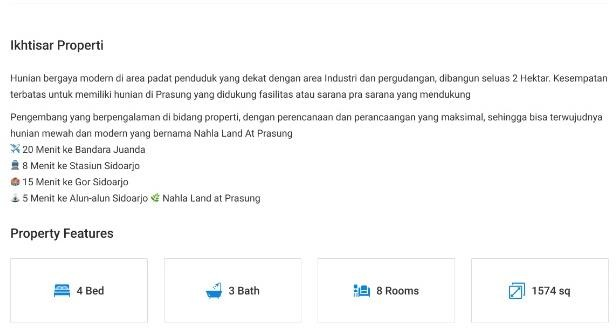 Ikhtisar Properti
Hunian bergaya modern di area padat penduduk yang dekat dengan area Industri dan pergudangan, dibangun seluas 2 Hektar. Kesempatan
terbatas untuk memiliki hunian di Prasung yang didukung fasilitas atau sarana pra sarana yang mendukung
Pengembang yang berpengalaman di bidang properti, dengan perencanaan dan perancaangan yang maksimal, sehingga bisa terwujudnya
hunian mewah dan modern yang bernama Nahla Land At Prasung
20 Menit ke Bandara Juanda
8 Menit ke Stasiun Sidoarjo
15 Menit ke Gor Sidoarjo
5 Menit ke Alun-alun Sidoarjo 🌿 Nahla Land at Prasung
Property Features
4 Bed
3 Bath
8 Rooms
1574 sq